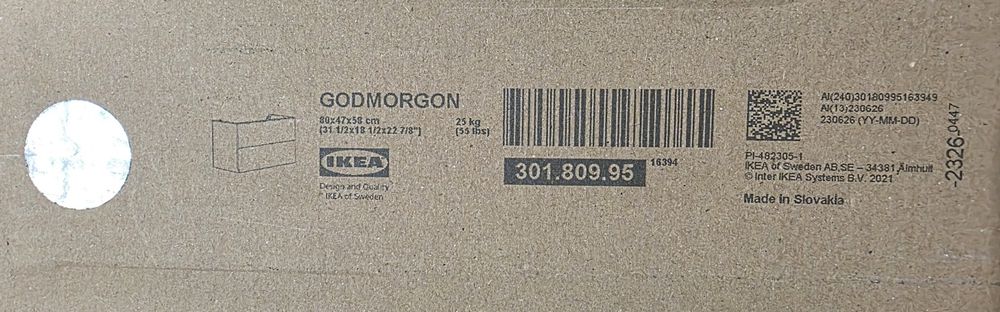 GODMORGON
80x47x58 cm
(31 1/2x18 1/2x22 7/8")
25 kg
(55 lbs)
IKEA
Design and Quality
IKEA of Sweden
16394
301.809.95
AI(240)30180995163949
AI(13)230626
230626 (YY-MM-DD)
PI-482305-1
IKEA of Sweden AB,SE – 34381,Älmhult
© Inter IKEA Systems B.V. 2021
Made in Slovakia
-2326-0447